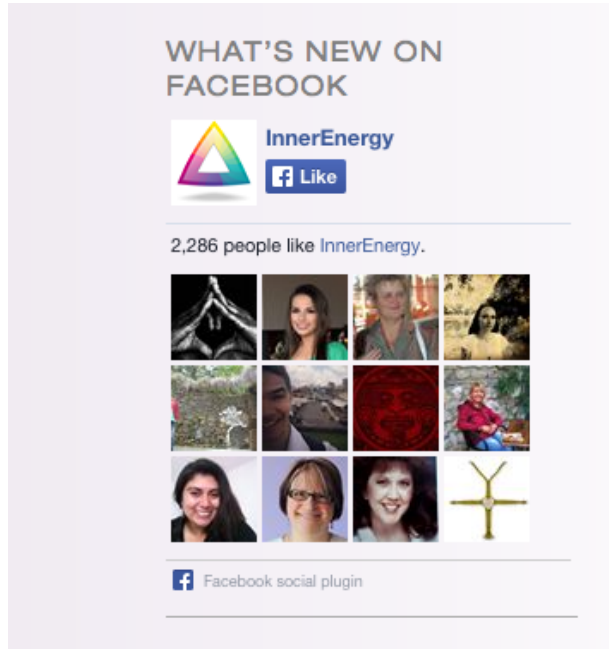 WHAT'S NEW ON
FACEBOOK
InnerEnergy
Like
2,286 people like InnerEnergy.
Facebook social plugin